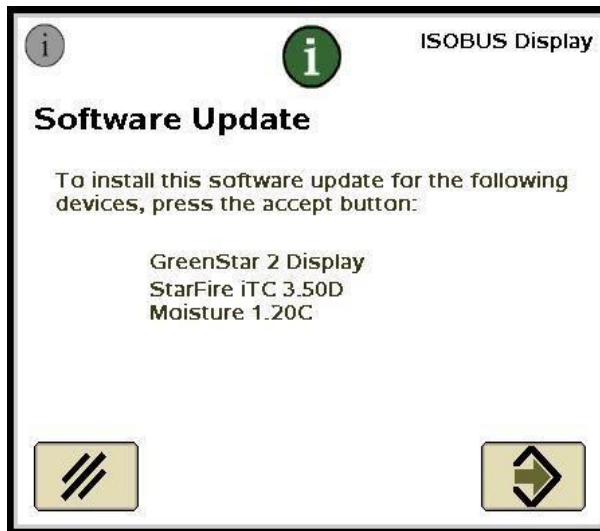 i
i
ISOBUS Display
Software Update
To install this software update for the following
devices, press the accept button:
GreenStar 2 Display
StarFire iTC 3.50D
Moisture 1.20C